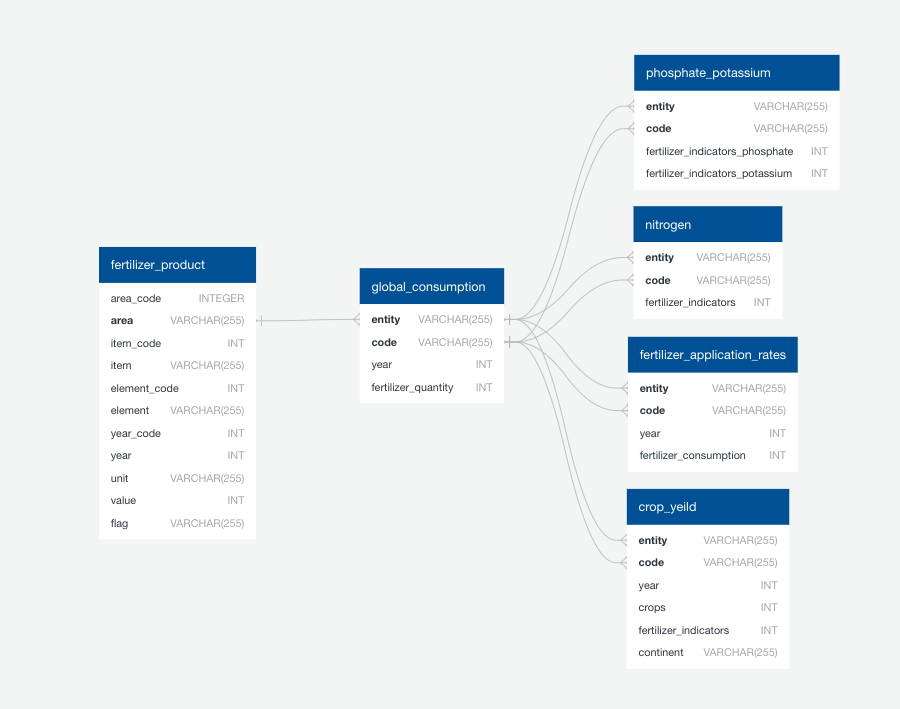 phosphate_potassium
entity VARCHAR(255)
code VARCHAR(255)
fertilizer_indicators_phosphate INT
fertilizer_indicators_potassium INT
nitrogen
entity VARCHAR(255)
code VARCHAR(255)
fertilizer_indicators INT
fertilizer_product
area_code INTEGER
area VARCHAR(255)
item_code INT
item VARCHAR(255)
element_code INT
element VARCHAR(255)
year_code INT
year INT
unit VARCHAR(255)
value INT
flag VARCHAR(255)
global_consumption
entity VARCHAR(255)
code VARCHAR(255)
year INT
fertilizer_quantity INT
fertilizer_application_rates
entity VARCHAR(255)
code VARCHAR(255)
year INT
fertilizer_consumption INT
crop_yeild
entity VARCHAR(255)
code VARCHAR(255)
year INT
crops INT
fertilizer_indicators INT
continent VARCHAR(255)